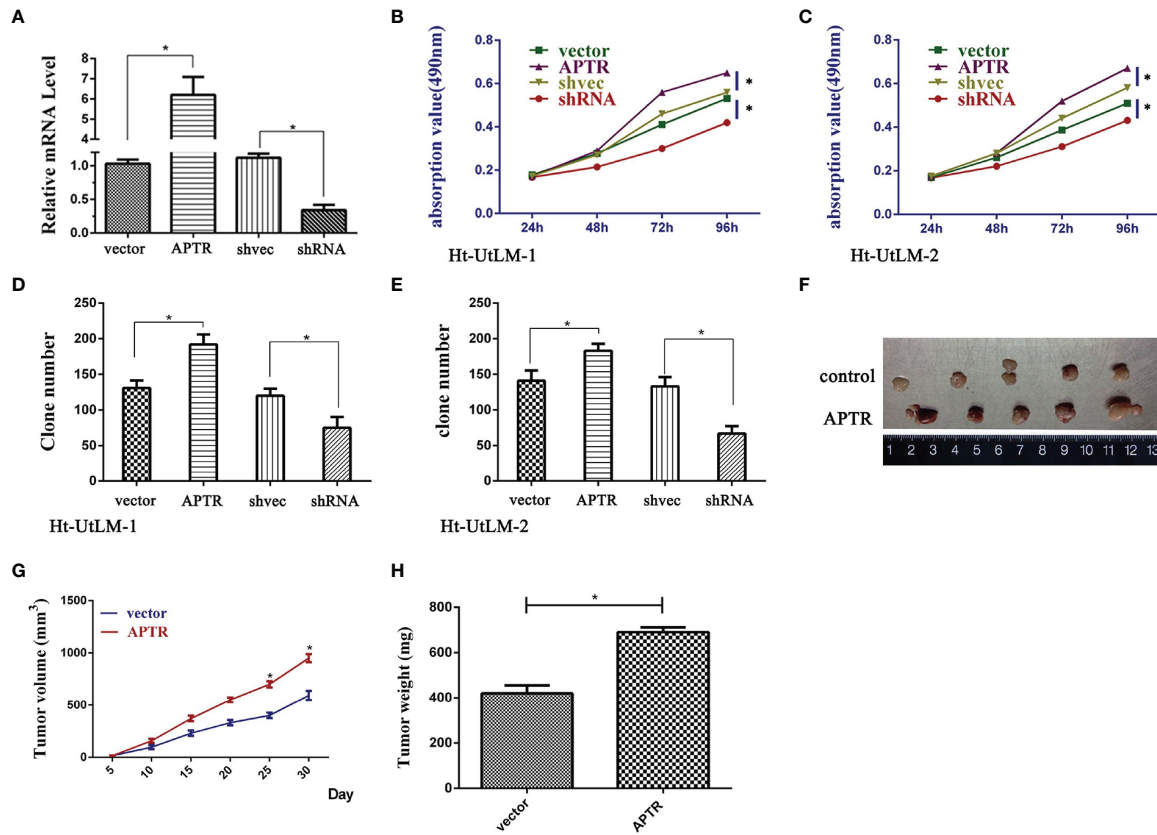 A
Relative mRNA Level
8
7
6
5
4
3
1.0
0.5
0.0
*
*
vector APTR shvec shRNA
B
absorption value(490nm)
0.8
0.6
0.4
0.2
0.0
vector
APTR
shvec
shRNA
*
*
24h 48h 72h 96h
Ht-UtLM-1
C
absorption value(490nm)
0.8
0.6
0.4
0.2
0.0
vector
APTR
shvec
shRNA
*
*
24h 48h 72h 96h
Ht-UtLM-2
D
Clone number
250
200
150
100
50
0
*
*
vector APTR shvec shRNA
Ht-UtLM-1
E
clone number
250
200
150
100
50
0
*
*
vector APTR shvec shRNA
Ht-UtLM-2
F
control
APTR
1 2 3 4 5 6 7 8 9 10 11 12 13
G
Tumor volume (mm3)
1500
1000
500
0
vector
APTR
*
*
5 10 15 20 25 30
Day
H
Tumor weight (mg)
800
600
400
200
0
*
vector APTR